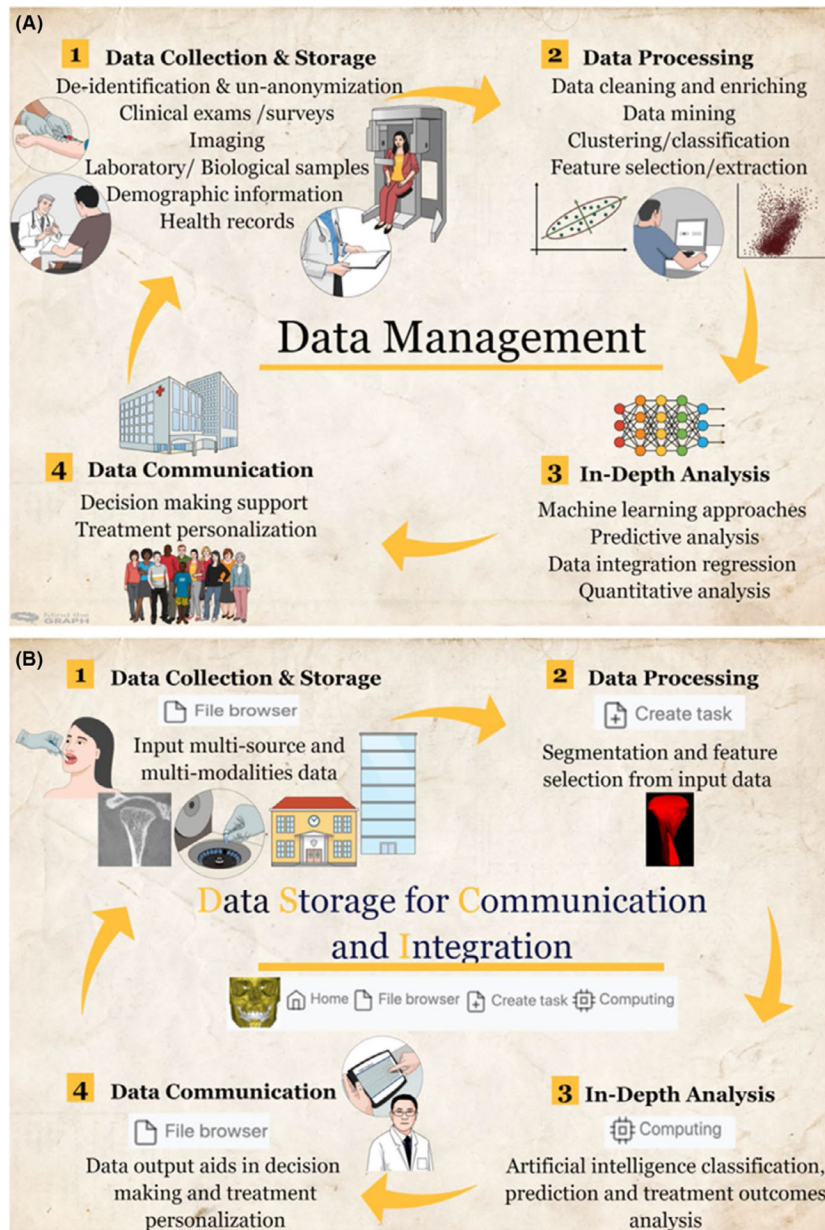 (A)
1 Data Collection & Storage
De-identification & un-anonymization
Clinical exams /surveys
Imaging
Laboratory/ Biological samples
Demographic information
Health records
2 Data Processing
Data cleaning and enriching
Data mining
Clustering/classification
Feature selection/extraction
Data Management
4 Data Communication
Decision making support
Treatment personalization
3 In-Depth Analysis
Machine learning approaches
Predictive analysis
Data integration regression
Quantitative analysis
Mind the
GRAPH
(B)
1 Data Collection & Storage
File browser
Input multi-source and
multi-modalities data
2 Data Processing
Create task
Segmentation and feature
selection from input data
Data Storage for Communication
and Integration
Home File browser Create task Computing
4 Data Communication
File browser
Data output aids in decision
making and treatment
personalization
3 In-Depth Analysis
Computing
Artificial intelligence classification,
prediction and treatment outcomes
analysis